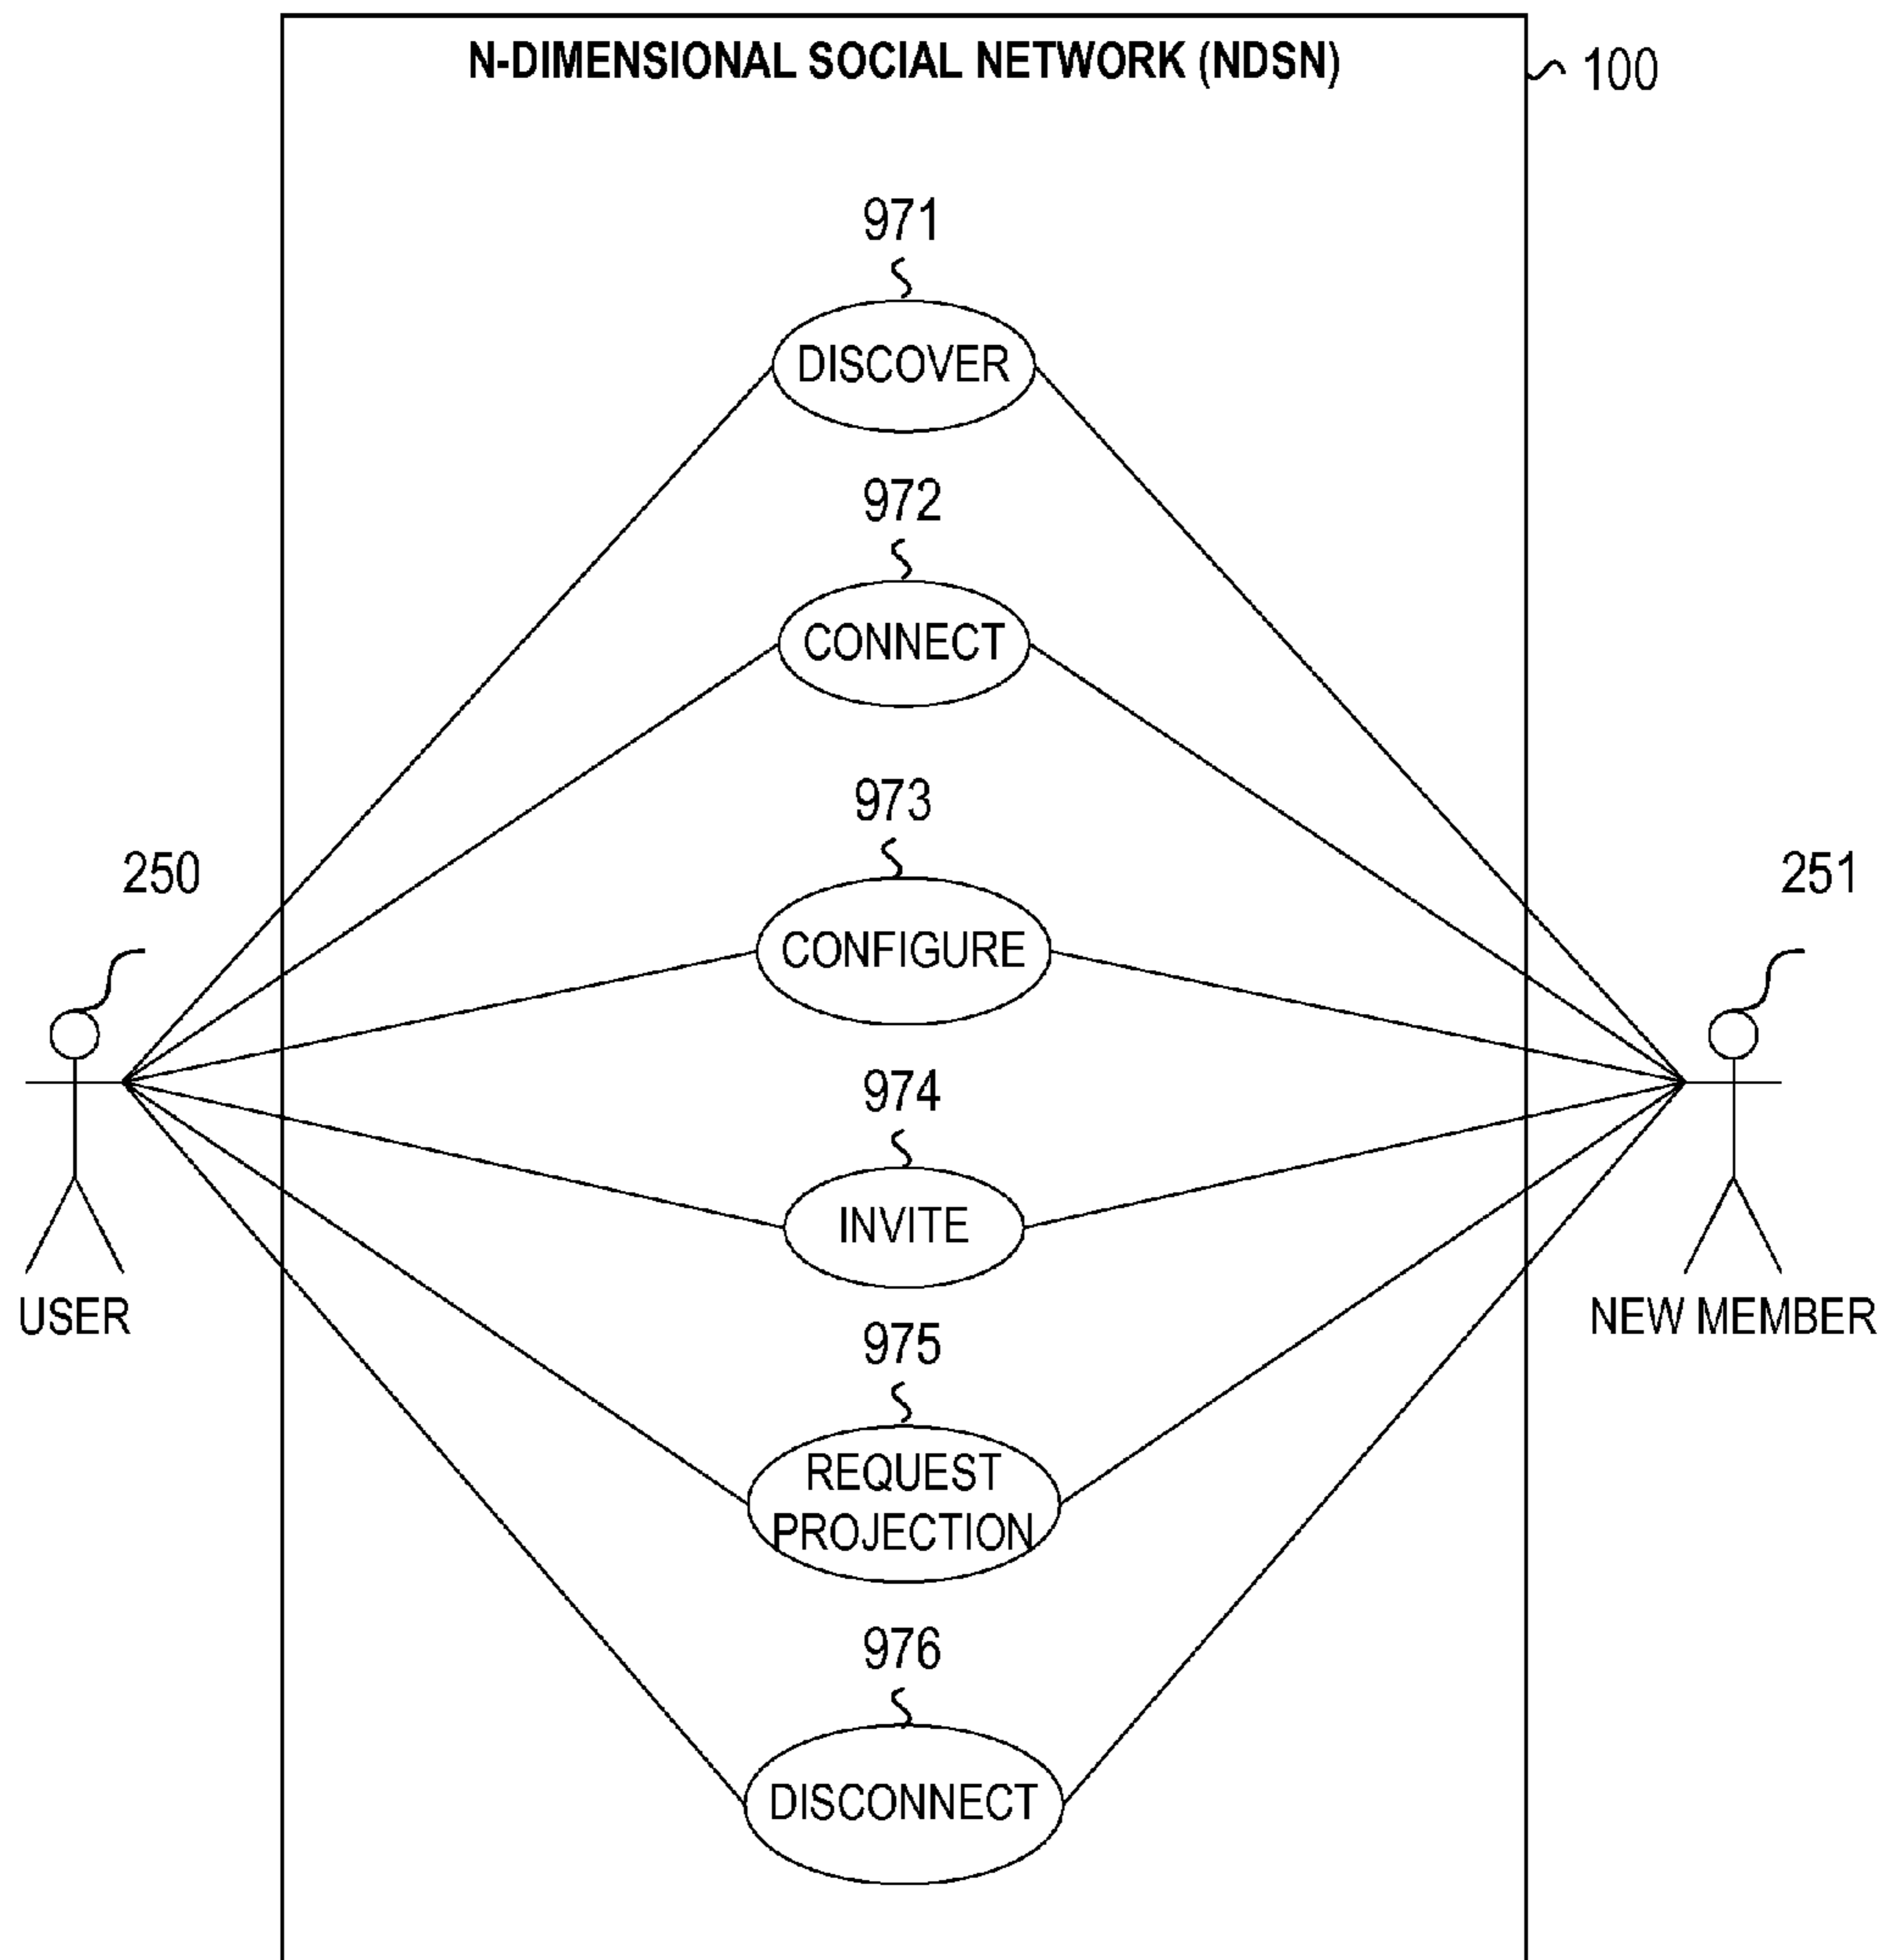 N-DIMENSIONAL SOCIAL NETWORK (NDSN)
100
971
DISCOVER
972
CONNECT
973
CONFIGURE
250
251
974
INVITE
USER
NEW MEMBER
975
REQUEST
PROJECTION
976
DISCONNECT